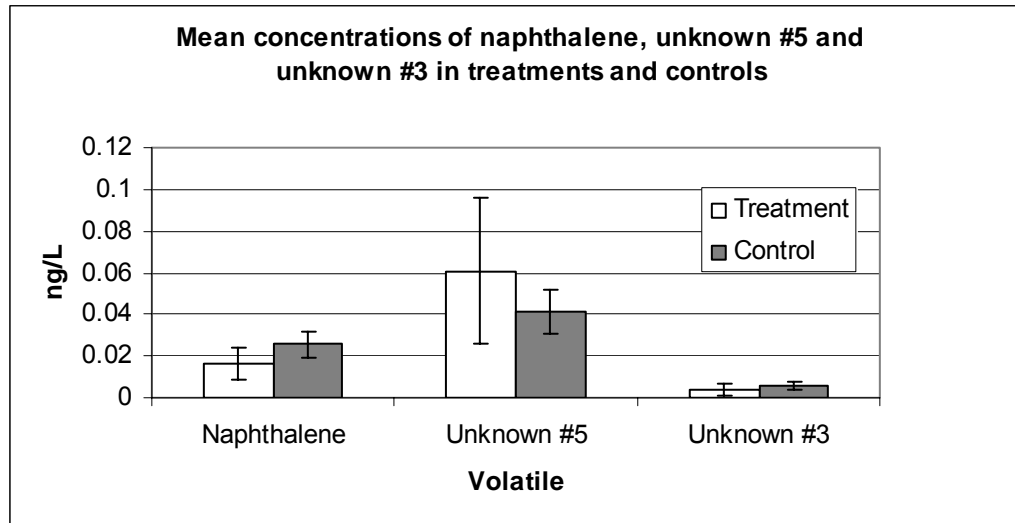 Mean concentrations of naphthalene, unknown #5 and
unknown #3 in treatments and controls
0.12
0.1
0.08
0.06
0.04
0.02
0
ng/L
Treatment
Control
Naphthalene
Unknown #5
Unknown #3
Volatile